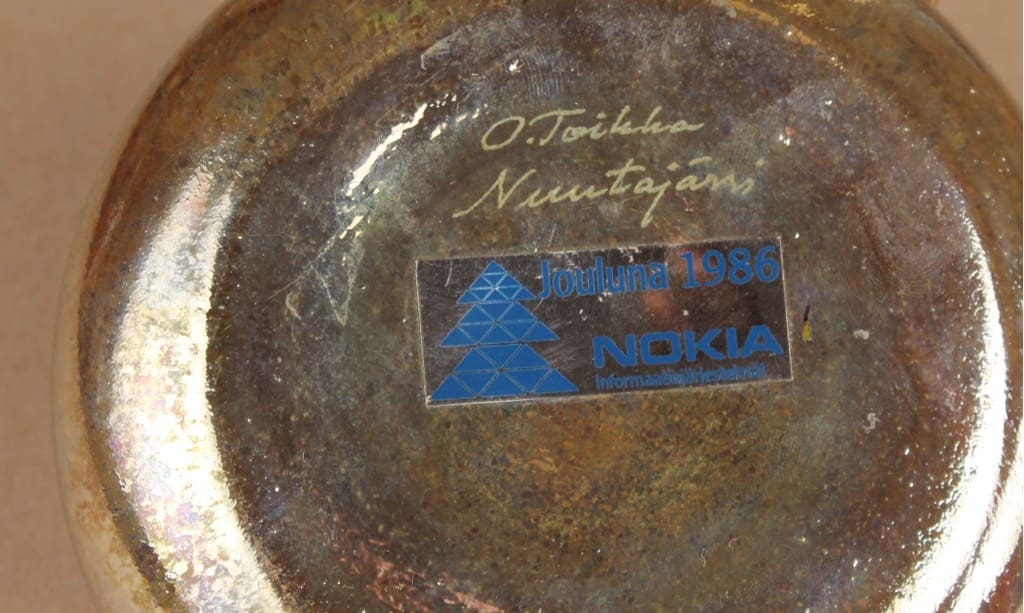 O. Toikka
Nuutajärvi
Jouluna 1986
NOKIA